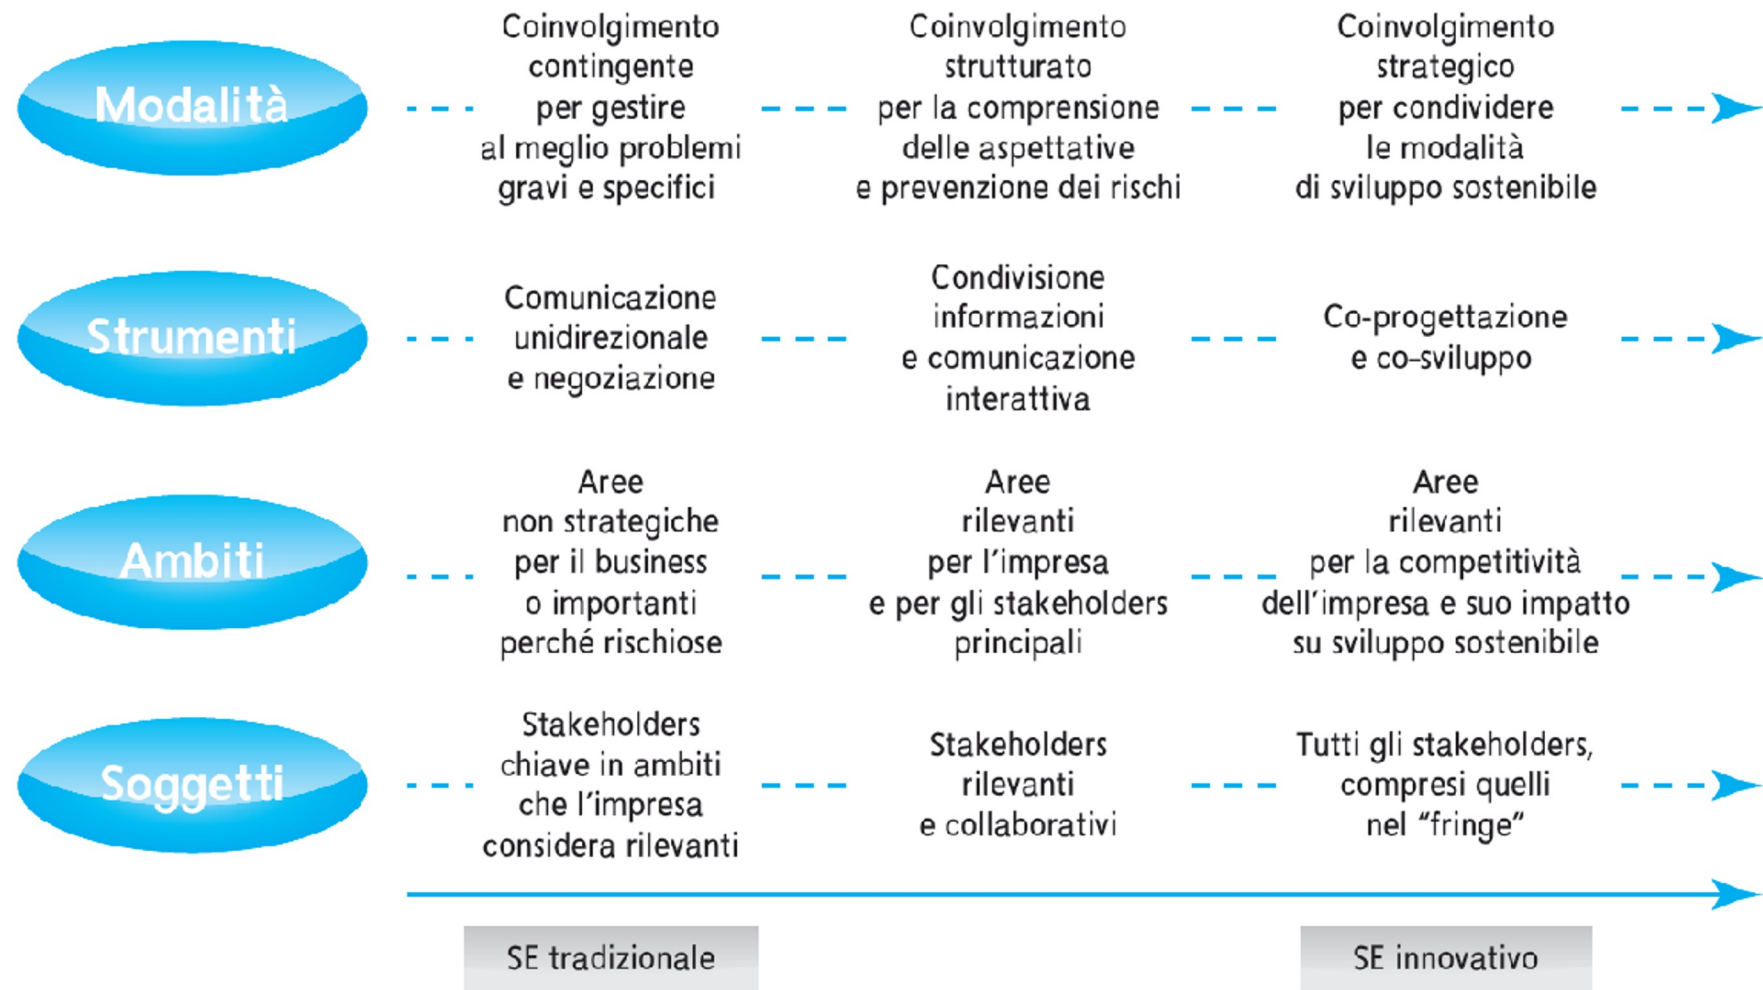 Modalità
Coinvolgimento
contingente
per gestire
al meglio problemi
gravi e specifici
Coinvolgimento
strutturato
per la comprensione
delle aspettative
e prevenzione dei rischi
Coinvolgimento
strategico
per condividere
le modalità
di sviluppo sostenibile
Strumenti
Comunicazione
unidirezionale
e negoziazione
Condivisione
informazioni
e comunicazione
interattiva
Co-progettazione
e co-sviluppo
Ambiti
Aree
non strategiche
per il business
o importanti
perché rischiose
Aree
rilevanti
per l'impresa
e per gli stakeholders
principali
Aree
rilevanti
per la competitività
dell'impresa e suo impatto
su sviluppo sostenibile
Soggetti
Stakeholders
chiave in ambiti
che l'impresa
considera rilevanti
Stakeholders
rilevanti
e collaborativi
Tutti gli stakeholders,
compresi quelli
nel "fringe"
SE tradizionale
SE innovativo